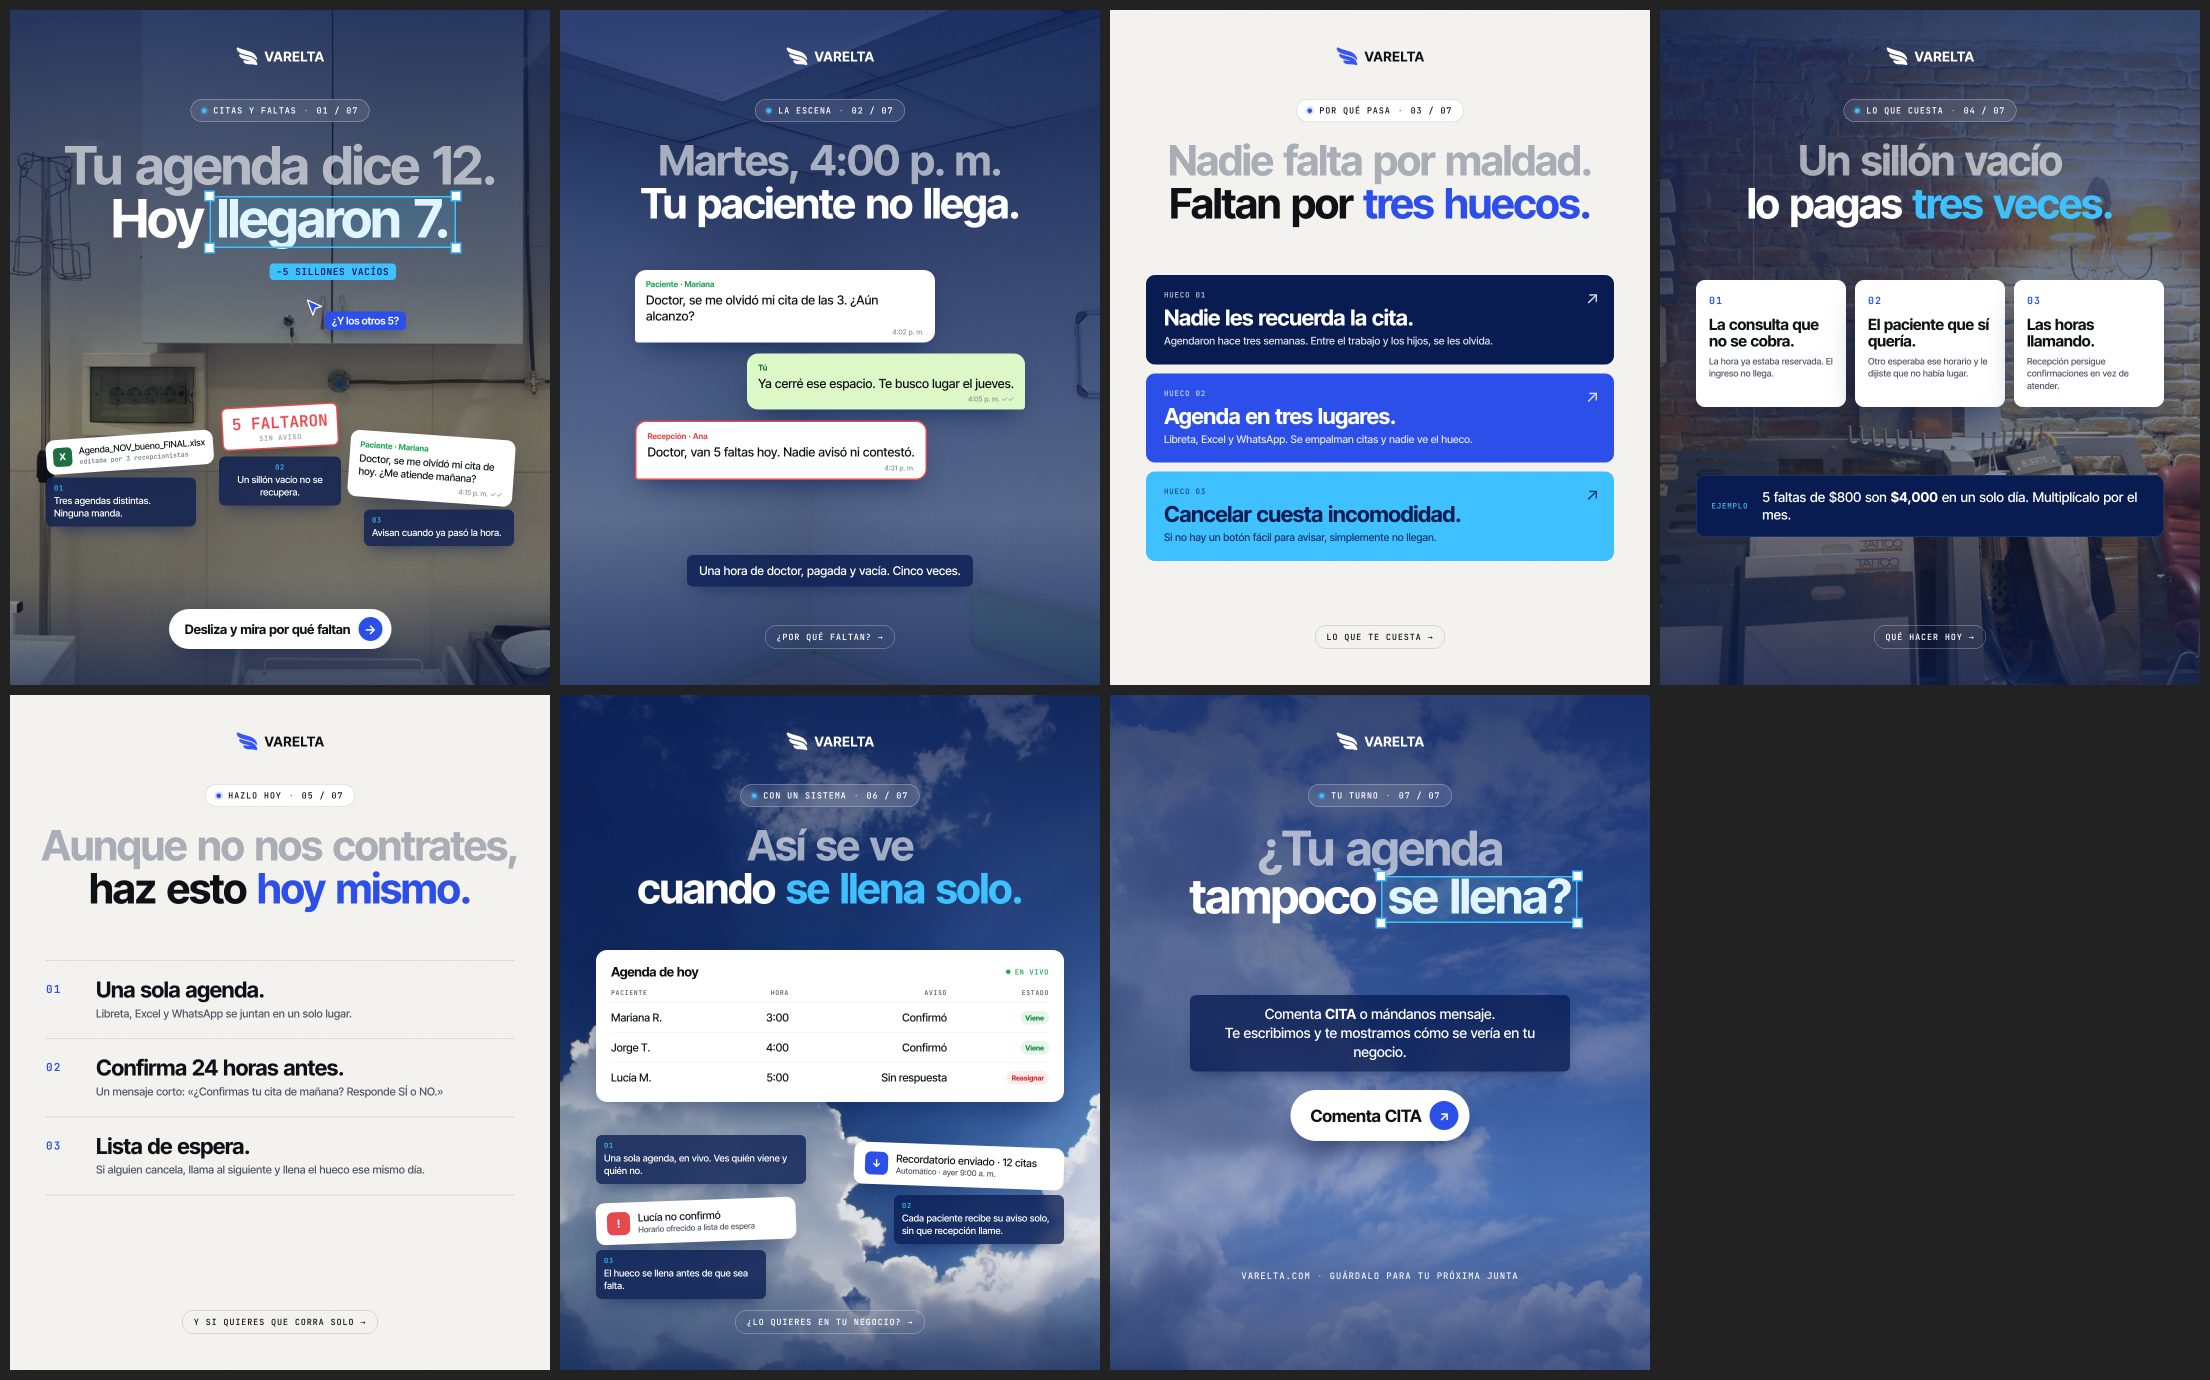 VARELTA
CITAS Y FALTAS · 01 / 07
Tu agenda dice 12.
Hoy llegaron 7.
-5 SILLONES VACÍOS
¿Y los otros 5?
5 FALTARON
SIN AVISO
X
Agenda_NOV_bueno_FINAL.xlsx
editada por 3 recepcionistas
01
Tres agendas distintas.
Ninguna manda.
02
Un sillón vacío no se
recupera.
Paciente · Mariana
Doctor, se me olvidó mi cita de
hoy. ¿Me atiende mañana?
4:15 p. m. ✓✓
03
Avisan cuando ya pasó la hora.
Desliza y mira por qué faltan →
VARELTA
LA ESCENA · 02 / 07
Martes, 4:00 p. m.
Tu paciente no llega.
Paciente · Mariana
Doctor, se me olvidó mi cita de las 3. ¿Aún
alcanzo?
4:02 p. m.
Tú
Ya cerré ese espacio. Te busco lugar el jueves.
4:05 p. m. ✓✓
Recepción · Ana
Doctor, van 5 faltas hoy. Nadie avisó ni contestó.
4:31 p. m.
Una hora de doctor, pagada y vacía. Cinco veces.
¿POR QUÉ FALTAN? →
VARELTA
POR QUÉ PASA · 03 / 07
Nadie falta por maldad.
Faltan por tres huecos.
HUECO 01
Nadie les recuerda la cita.
Agendaron hace tres semanas. Entre el trabajo y los hijos, se les olvida.
HUECO 02
Agenda en tres lugares.
Libreta, Excel y WhatsApp. Se empalman citas y nadie ve el hueco.
HUECO 03
Cancelar cuesta incomodidad.
Si no hay un botón fácil para avisar, simplemente no llegan.
LO QUE TE CUESTA →
VARELTA
LO QUE CUESTA · 04 / 07
Un sillón vacío
lo pagas tres veces.
01
La consulta que
no se cobra.
La hora ya estaba reservada. El
ingreso no llega.
02
El paciente que sí
quería.
Otro esperaba ese horario y le
dijiste que no había lugar.
03
Las horas
llamando.
Recepción persigue
confirmaciones en vez de
atender.
EJEMPLO
5 faltas de $800 son $4,000 en un solo día. Multiplícalo por el
mes.
TATTOO
TATTOO
QUÉ HACER HOY →
VARELTA
HAZLO HOY · 05 / 07
Aunque no nos contrates,
haz esto hoy mismo.
01
Una sola agenda.
Libreta, Excel y WhatsApp se juntan en un solo lugar.
02
Confirma 24 horas antes.
Un mensaje corto: «¿Confirmas tu cita de mañana? Responde SÍ o NO.»
03
Lista de espera.
Si alguien cancela, llama al siguiente y llena el hueco ese mismo día.
Y SI QUIERES QUE CORRA SOLO →
VARELTA
CON UN SISTEMA · 06 / 07
Así se ve
cuando se llena solo.
Agenda de hoy
EN VIVO
PACIENTE HORA AVISO ESTADO
Mariana R. 3:00 Confirmó Viene
Jorge T. 4:00 Confirmó Viene
Lucía M. 5:00 Sin respuesta Reasignar
01
Una sola agenda, en vivo. Ves quién viene y
quién no.
Recordatorio enviado · 12 citas
Automático · ayer 9:00 a. m.
02
Cada paciente recibe su aviso solo,
sin que recepción llame.
!
Lucía no confirmó
Horario ofrecido a lista de espera
03
El hueco se llena antes de que sea
falta.
¿LO QUIERES EN TU NEGOCIO? →
VARELTA
TU TURNO · 07 / 07
¿Tu agenda
tampoco se llena?
Comenta CITA o mándanos mensaje.
Te escribimos y te mostramos cómo se vería en tu
negocio.
Comenta CITA
VARELTA.COM · GUÁRDALO PARA TU PRÓXIMA JUNTA